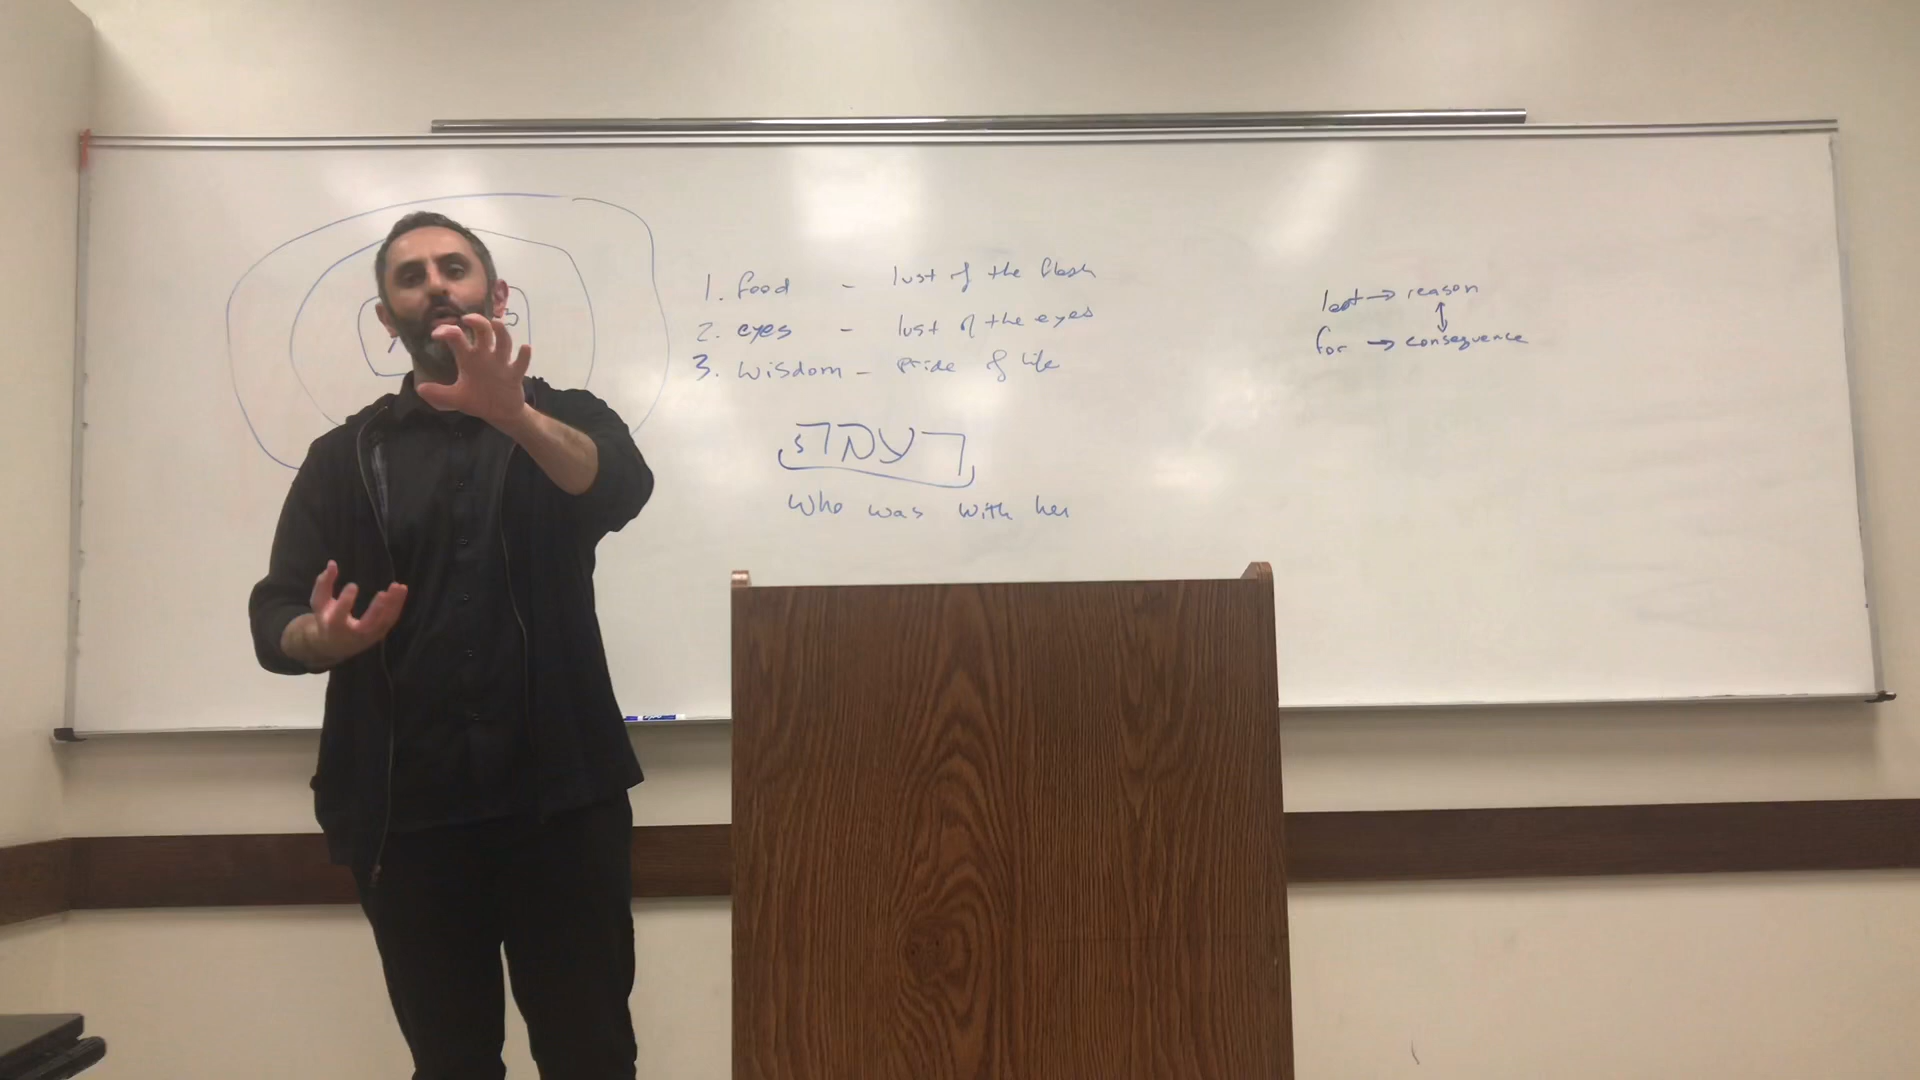 1. food - lust of the flesh
2. eyes - lust of the eyes
3. wisdom - Pride of life
who was with her
lest → reason
for → consequence